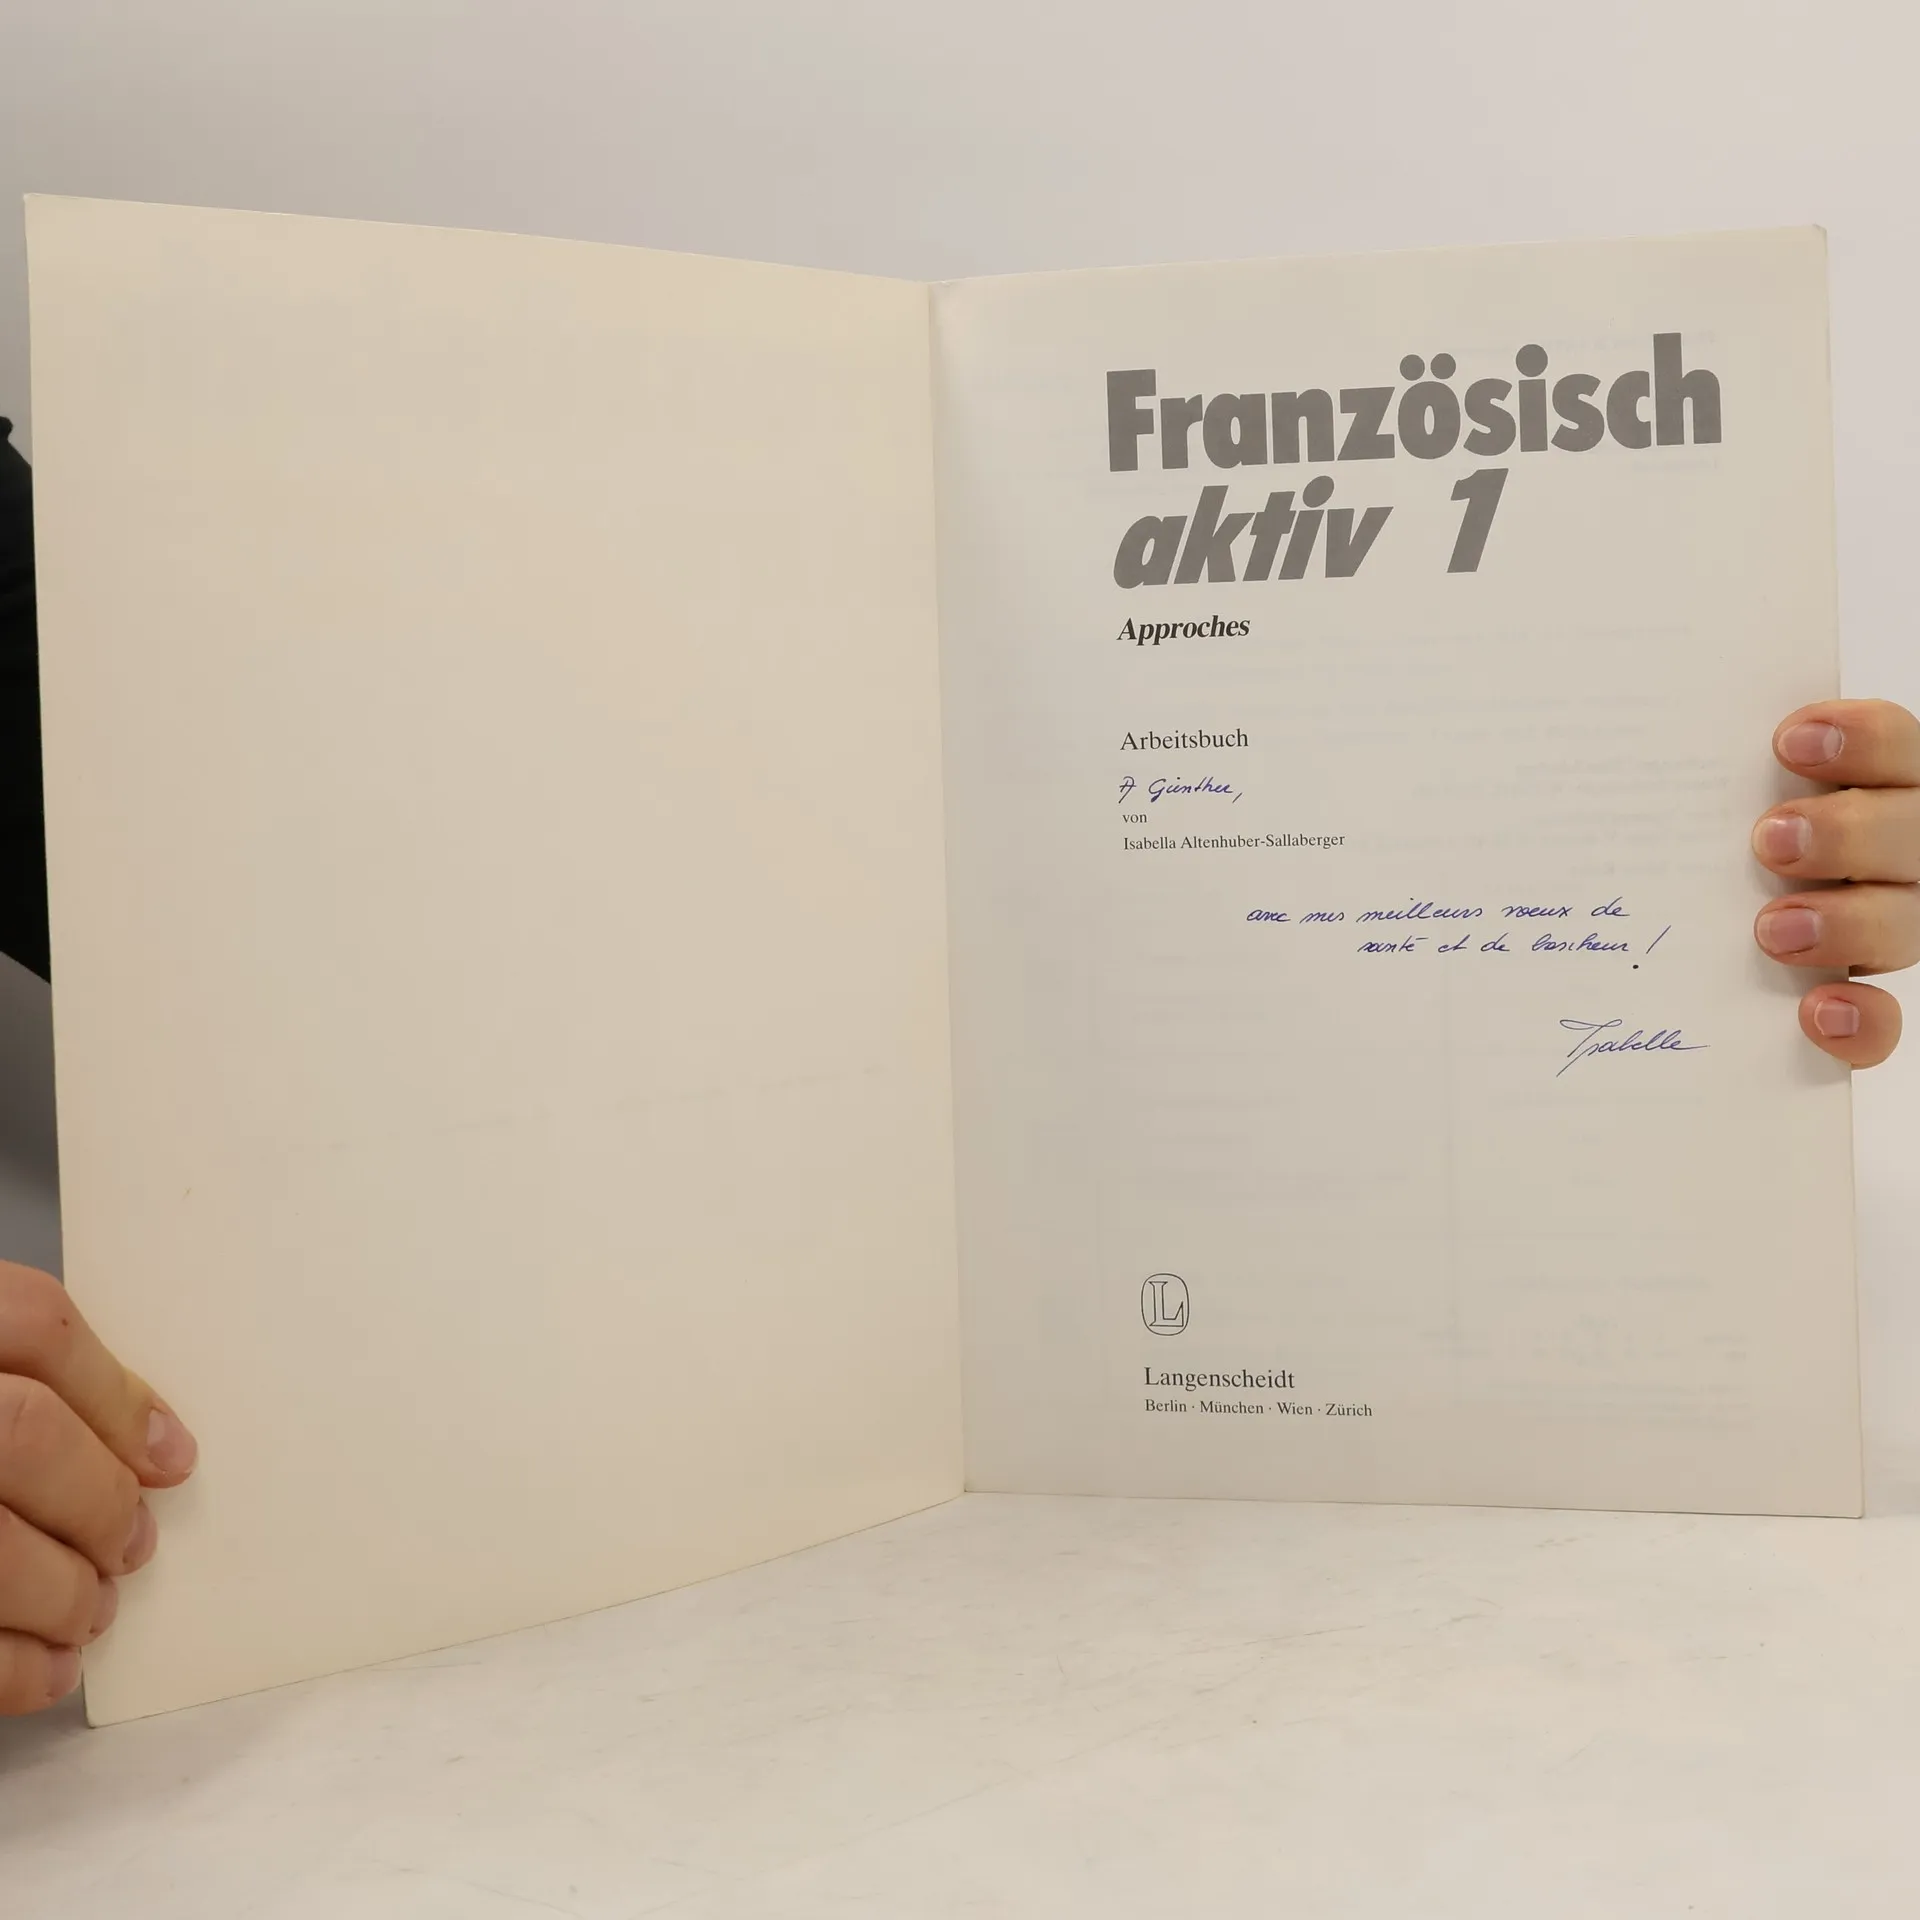 Französisch
aktiv 1
Approches
Arbeitsbuch
A Günther,
von
Isabella Altenhuber-Sallaberger
avec mes meilleurs voeux de
santé et de bonheur !
Isabelle
L
Langenscheidt
Berlin · München · Wien · Zürich